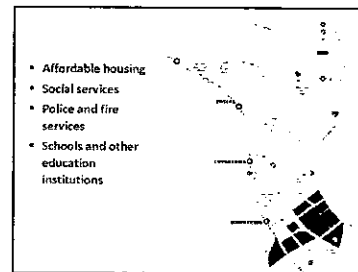 • Affordable housing
• Social services
• Police and fire
services
• Schools and other
education
institutions